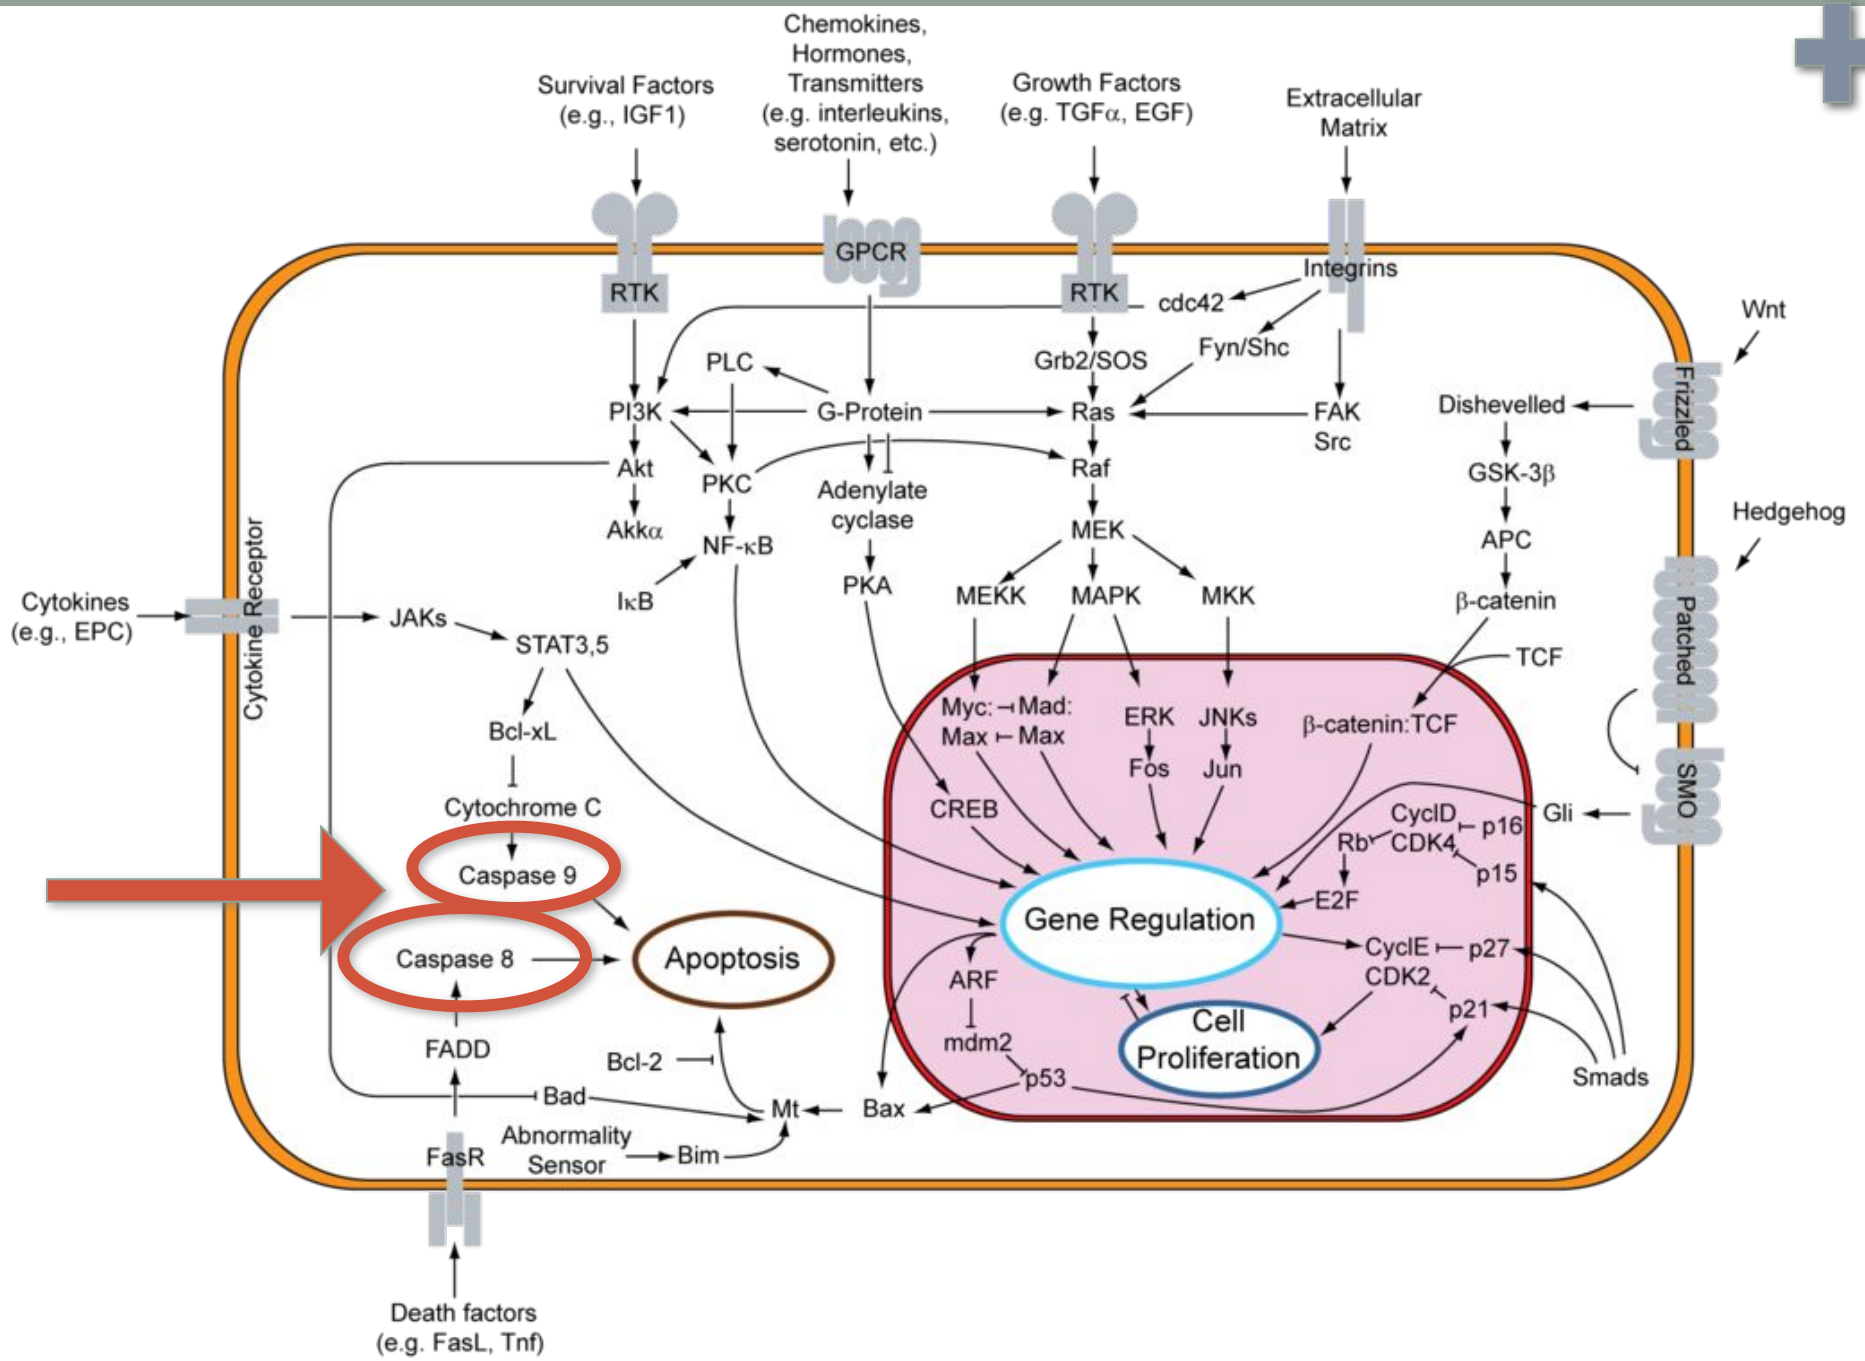 Chemokines,
Hormones,
Transmitters
(e.g. interleukins,
serotonin, etc.)
Survival Factors
(e.g., IGF1)
Growth Factors
(e.g. TGFα, EGF)
Extracellular
Matrix
GPCR
RTK
RTK
Integrins
cdc42
Wnt
Fyn/Shc
Grb2/SOS
PLC
Frizzled
PI3K
G-Protein
Ras
FAK
Src
Dishevelled
Akt
PKC
Raf
GSK-3β
Adenylate
cyclase
Hedgehog
Akkα
NF-κB
MEK
APC
PKA
IκB
MEKK
MAPK
MKK
β-catenin
Cytokines
(e.g., EPC)
Cytokine Receptor
JAKs
STAT3,5
TCF
Patched
Myc:
Mad:
Max
Max
ERK
JNKs
β-catenin:TCF
Bcl-xL
Fos
Jun
SMO
Cytochrome C
CREB
CyclD
CDK4
p16
Gli
Rb
p15
Caspase 9
E2F
Gene Regulation
Caspase 8
Apoptosis
CyclE
CDK2
p27
ARF
p21
Cell
Proliferation
FADD
Bcl-2
mdm2
p53
Smads
Bad
Mt
Bax
Abnormality
Sensor
Bim
FasR
Death factors
(e.g. FasL, Tnf)